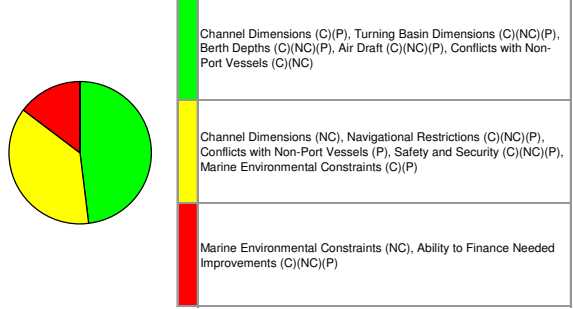 Channel Dimensions (C)(P), Turning Basin Dimensions (C)(NC)(P),
Berth Depths (C)(NC)(P), Air Draft (C)(NC)(P), Conflicts with Non-
Port Vessels (C)(NC)
Channel Dimensions (NC), Navigational Restrictions (C)(NC)(P),
Conflicts with Non-Port Vessels (P), Safety and Security (C)(NC)(P),
Marine Environmental Constraints (C)(P)
Marine Environmental Constraints (NC), Ability to Finance Needed
Improvements (C)(NC)(P)